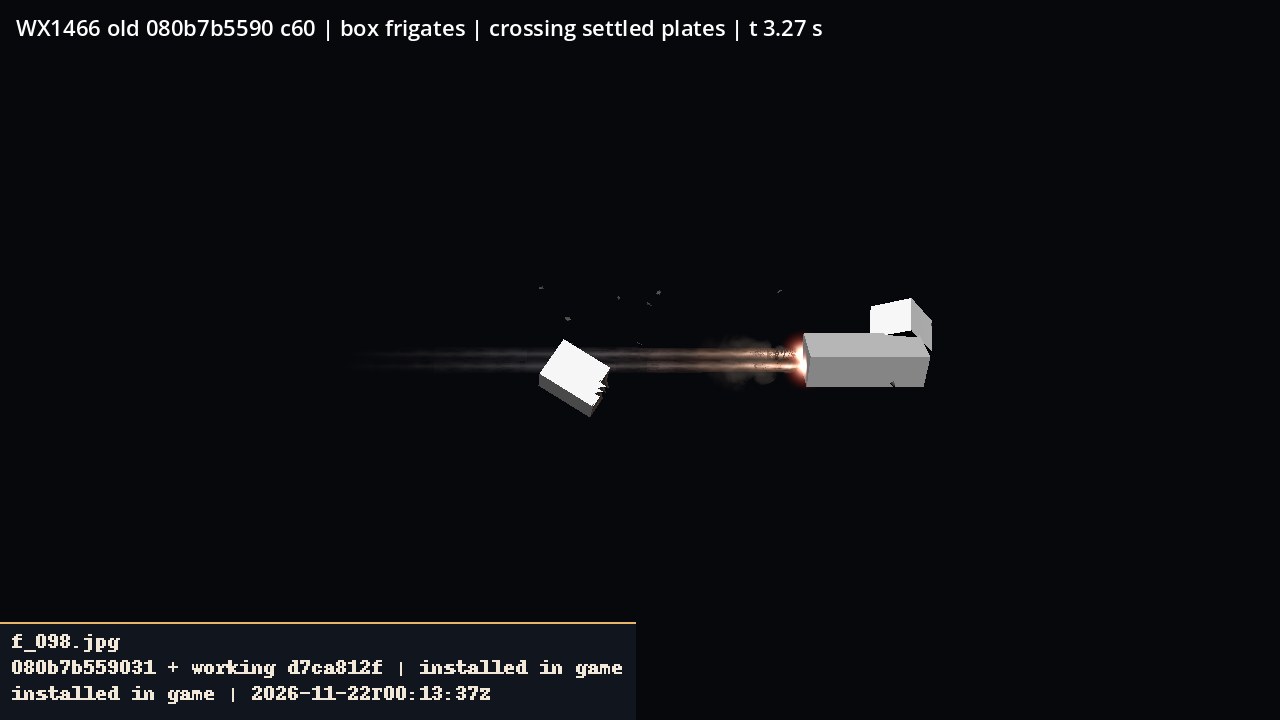 WX1466 old 080b7b5590 c60 | box frigates | crossing settled plates | t 3.27 s
f_098.jpg
080b7b559031 + working d7ca812f | installed in game
installed in game | 2026-11-22T00:13:37Z